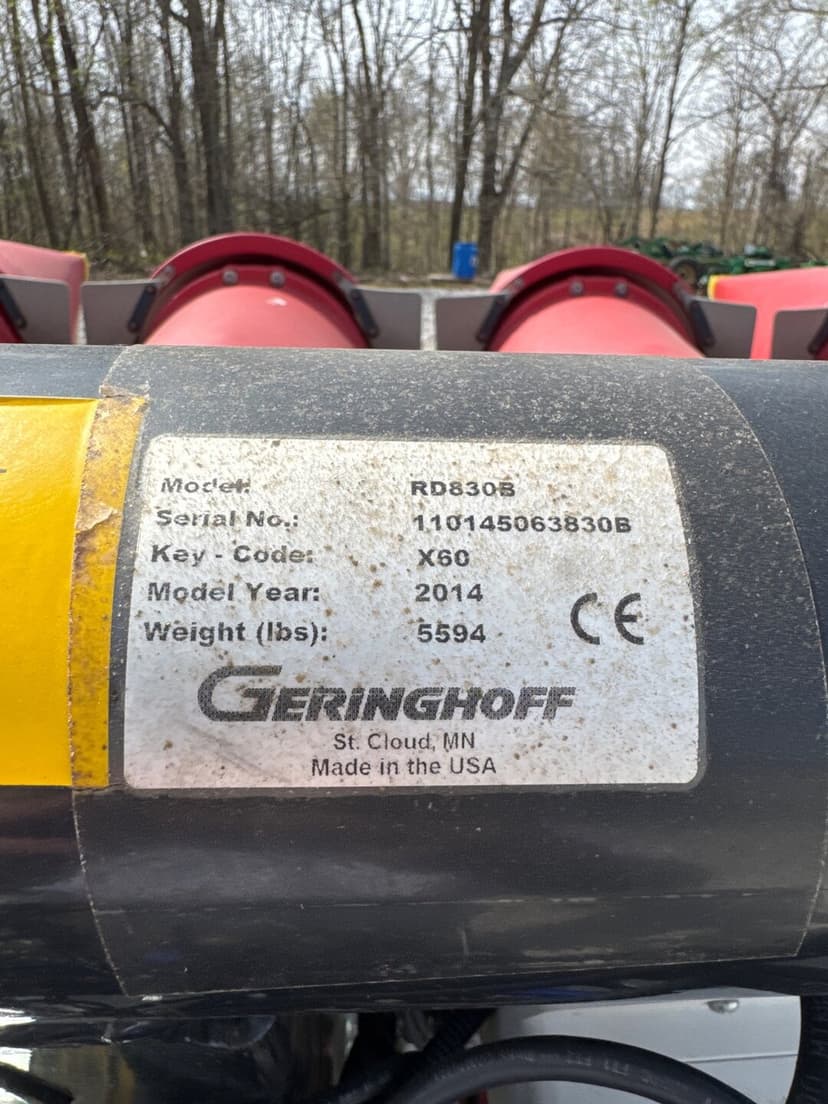 Model: RD830B
Serial No.: 110145063830B
Key - Code: X60
Model Year: 2014
Weight (lbs): 5594
CE
GERINGHOFF
St. Cloud, MN
Made in the USA